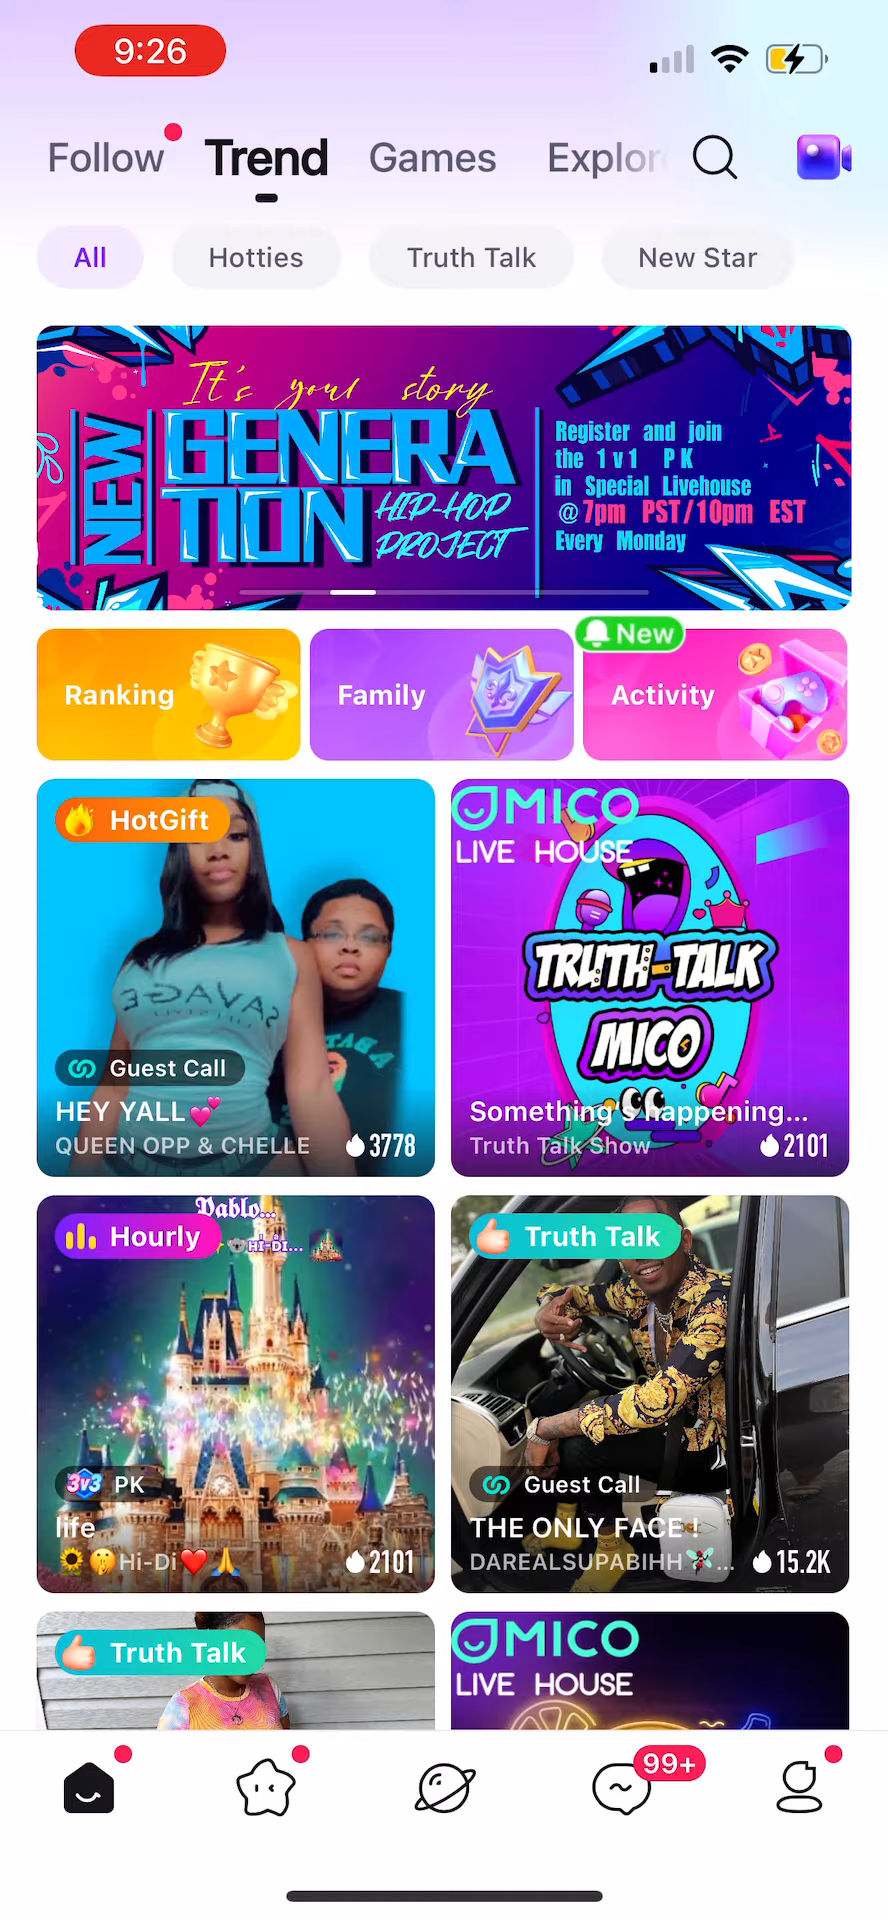 9:26
Follow Trend Games Explor
All Hotties Truth Talk New Star
It's your story
NEW
GENERA
TION
HIP-HOP
PROJECT
Register and join
the 1v1 PK
in Special Livehouse
@7pm PST/10pm EST
Every Monday
Ranking Family Activity
New
HotGift
SAVAGE
Guest Call
HEY YALL💕
QUEEN OPP & CHELLE 3778
MICO
LIVE HOUSE
TRUTH-TALK
MICO
Something's happening...
Truth Talk Show 2101
Pablo...
Hourly
HI-DI...
3v3 PK
life
🌻🤫Hi-Di❤️🙏 2101
Truth Talk
Guest Call
THE ONLY FACE !
DAREALSUPABIHH🧚... 15.2K
Truth Talk
MICO
LIVE HOUSE
99+